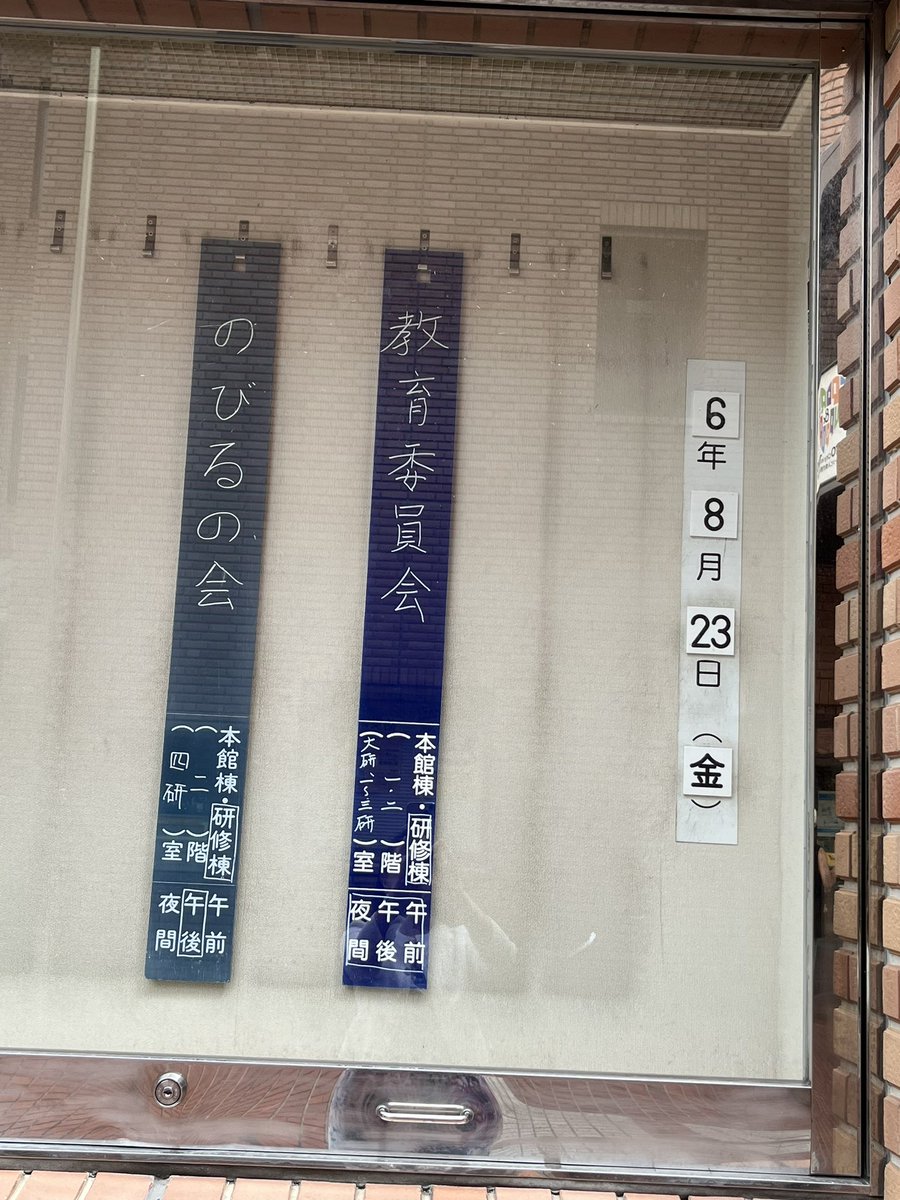 6年8月23日(金)
教育委員会
本館棟・研修棟
(一・二)階
(大研、一〜三研)室
午前
午後
夜間
のびるの会
本館棟・研修棟
(二)階
(四研)室
午前
午後
夜間